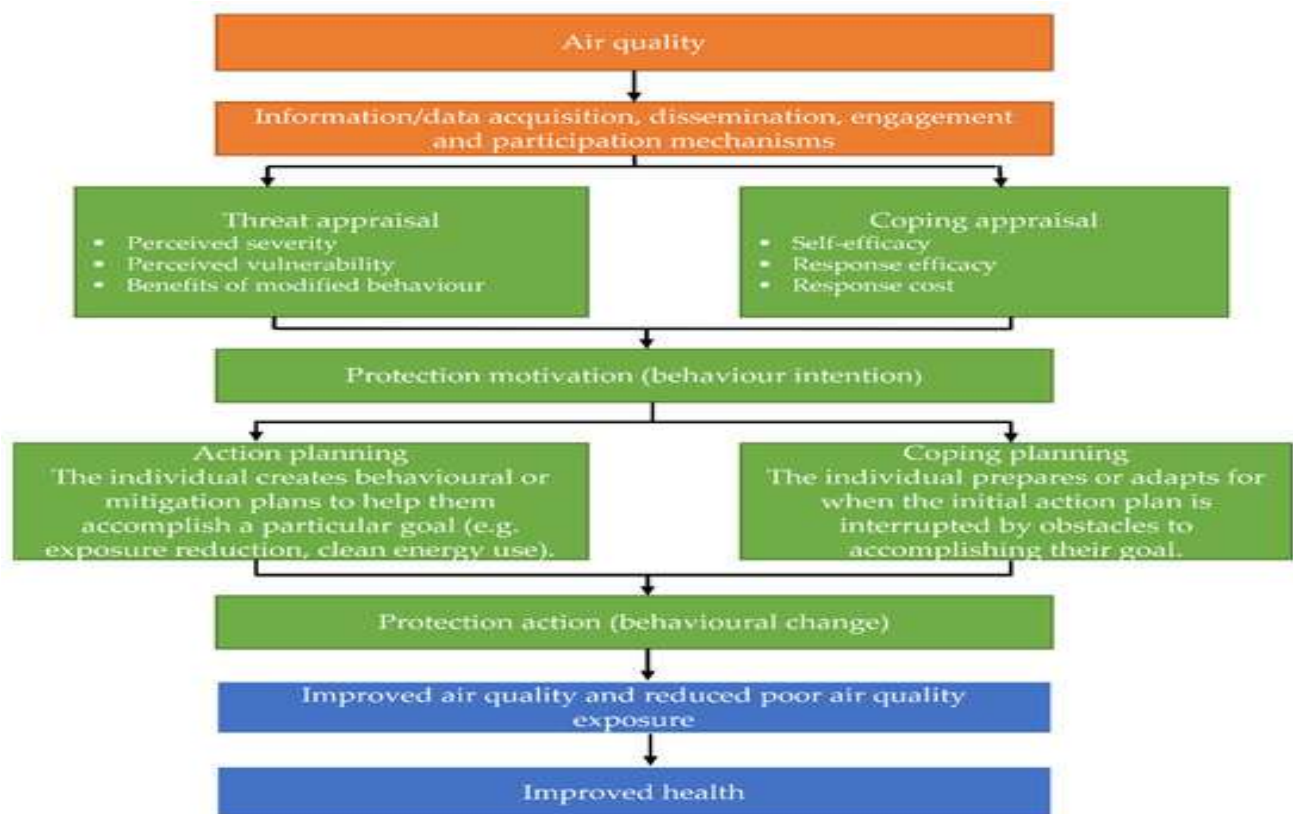 Air quality
Information/data acquisition, dissemination, engagement
and participation mechanisms
Threat appraisal
• Perceived severity
• Perceived vulnerability
• Benefits of modified behaviour
Coping appraisal
• Self-efficacy
• Response efficacy
• Response cost
Protection motivation (behaviour intention)
Action planning
The individual creates behavioural or
mitigation plans to help them
accomplish a particular goal (e.g.
exposure reduction, clean energy use).
Coping planning
The individual prepares or adapts for
when the initial action plan is
interrupted by obstacles to
accomplishing their goal.
Protection action (behavioural change)
Improved air quality and reduced poor air quality
exposure
Improved health